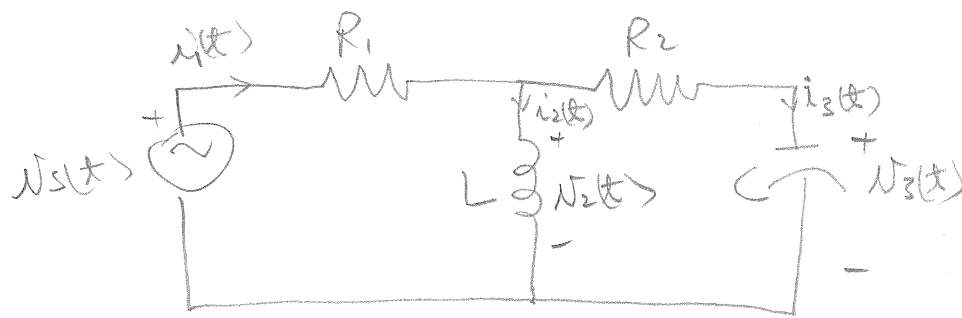 i₁(t)
R₁
R₂
+
vs(t)
i₂(t)
+
L
v₂(t)
-
i₃(t)
+
C
v₃(t)
-